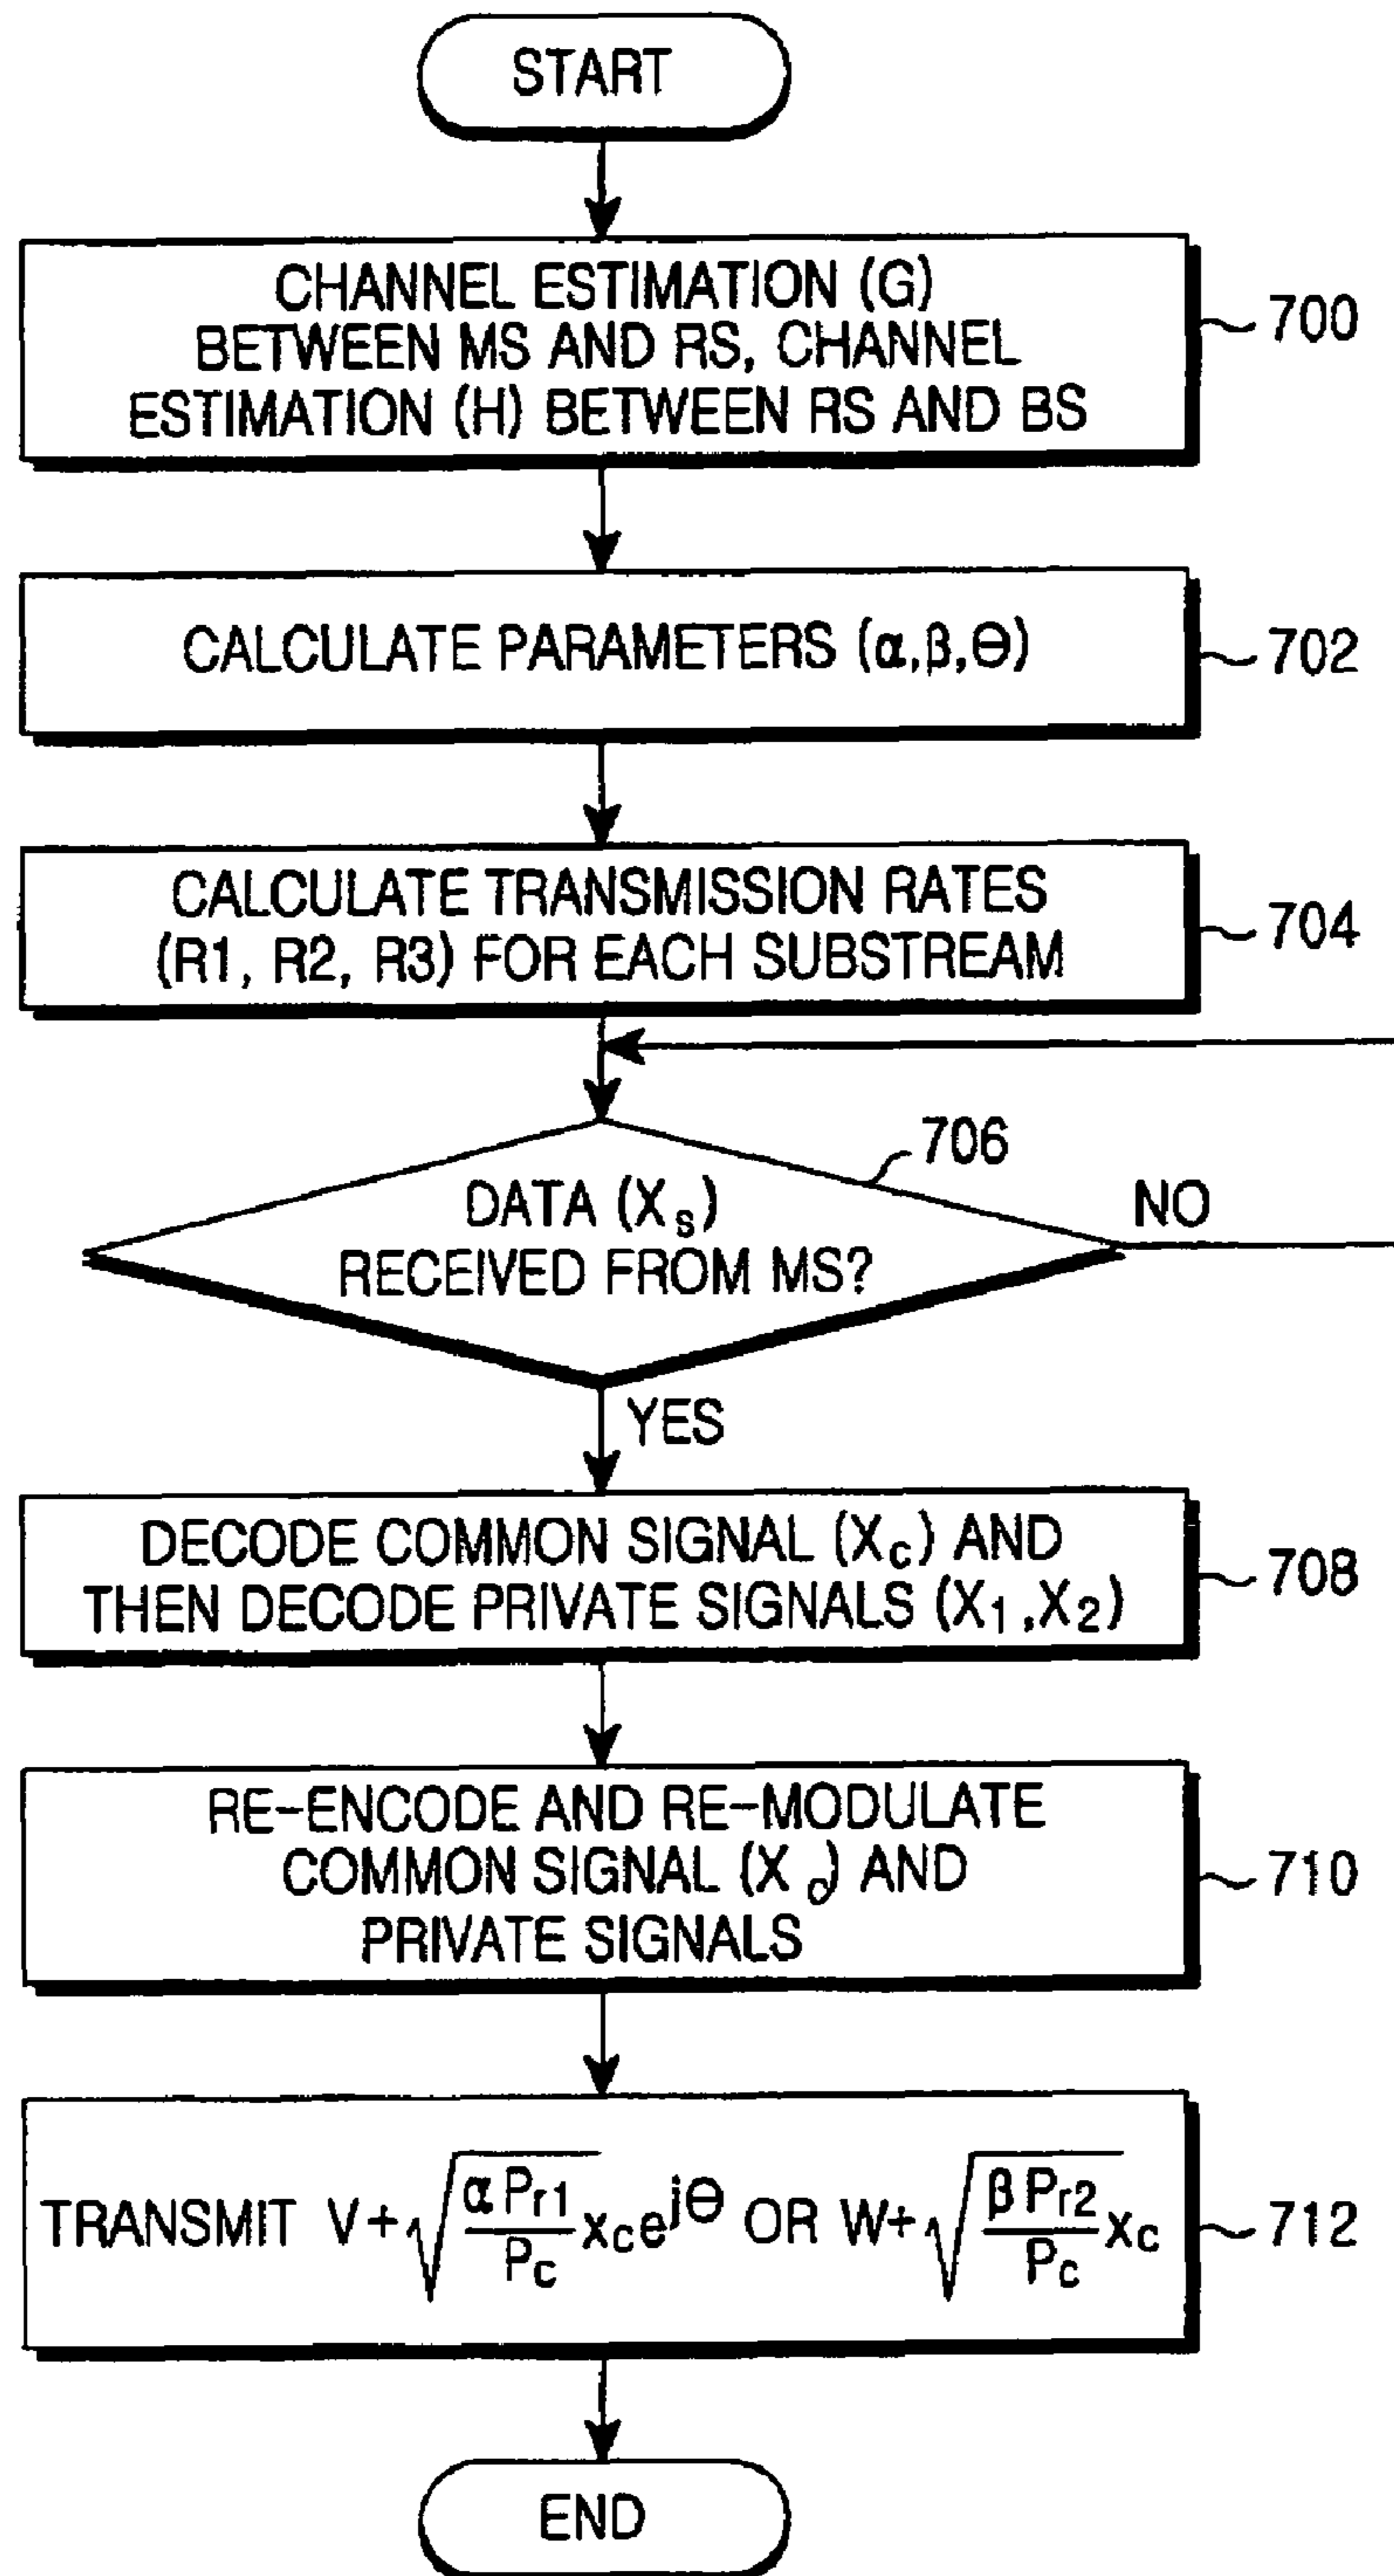 START
CHANNEL ESTIMATION (G)
BETWEEN MS AND RS, CHANNEL
ESTIMATION (H) BETWEEN RS AND BS
700
CALCULATE PARAMETERS (α,β,Θ)
702
CALCULATE TRANSMISSION RATES
(R1, R2, R3) FOR EACH SUBSTREAM
704
706
DATA (Xs)
RECEIVED FROM MS?
NO
YES
DECODE COMMON SIGNAL (Xc) AND
THEN DECODE PRIVATE SIGNALS (X1,X2)
708
RE-ENCODE AND RE-MODULATE
COMMON SIGNAL (Xc) AND
PRIVATE SIGNALS
710
TRANSMIT V+√(αPr1/Pc) xc e^jΘ OR W+√(βPr2/Pc) xc
712
END